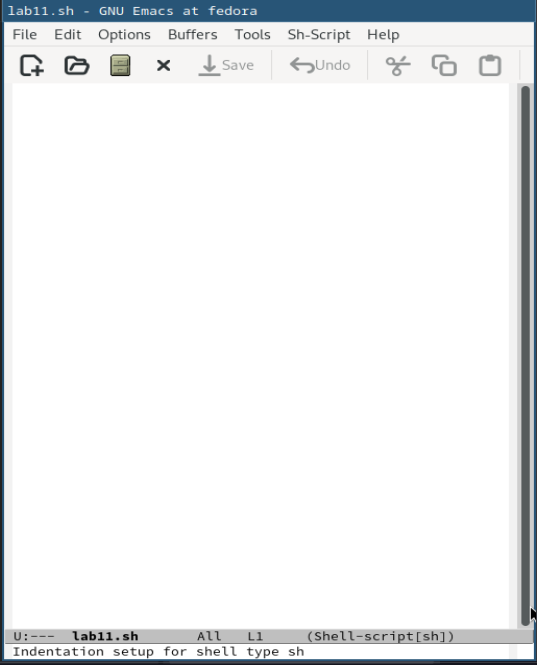 lab11.sh - GNU Emacs at fedora
File Edit Options Buffers Tools Sh-Script Help
Save Undo
U:--- lab11.sh All L1 (Shell-script[sh])
Indentation setup for shell type sh